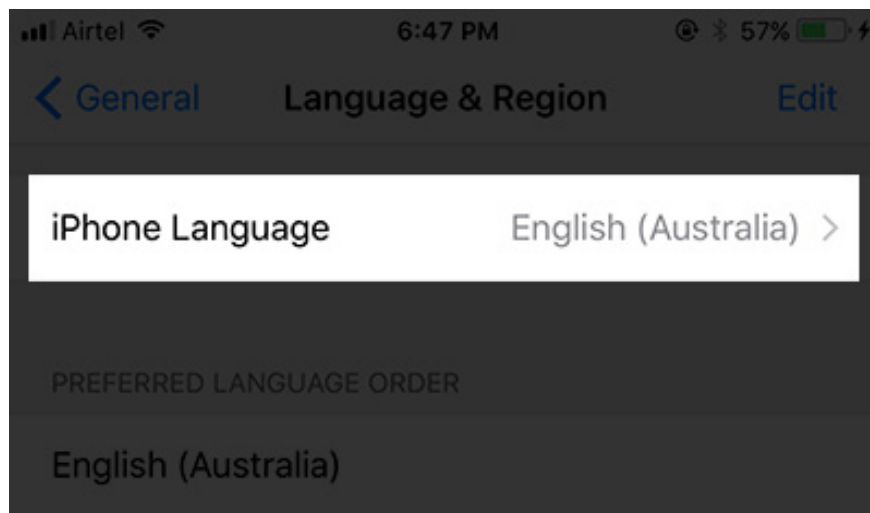 Airtel 6:47 PM 57%
General Language & Region Edit
iPhone Language English (Australia)
PREFERRED LANGUAGE ORDER
English (Australia)